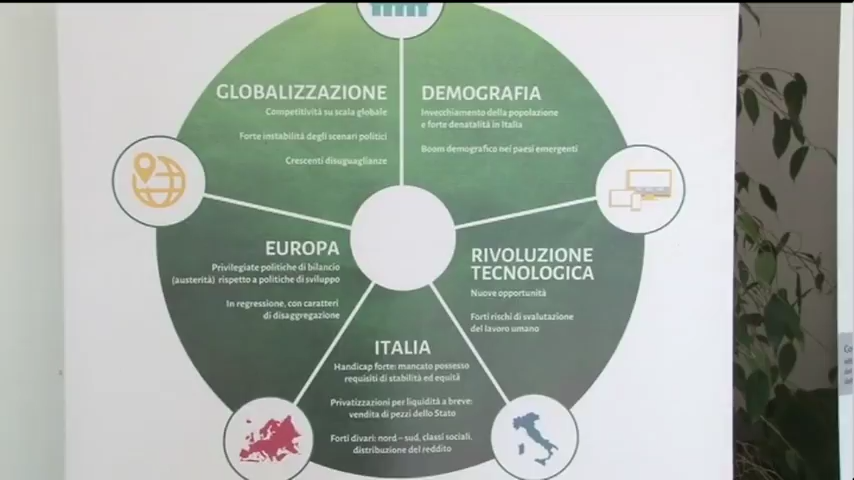 GLOBALIZZAZIONE
Competitività su scala globale
Forte instabilità degli scenari politici
Crescenti disuguaglianze
DEMOGRAFIA
Invecchiamento della popolazione
e forte denatalità in Italia
Boom demografico nei paesi emergenti
EUROPA
Privilegiate politiche di bilancio
(austerità) rispetto a politiche di sviluppo
In regressione, con caratteri
di disaggregazione
RIVOLUZIONE
TECNOLOGICA
Nuove opportunità
Forti rischi di svalutazione
del lavoro umano
ITALIA
Handicap forte: mancato possesso
requisiti di stabilità ed equità
Privatizzazioni per liquidità a breve:
vendita di pezzi dello Stato
Forti divari: nord – sud, classi sociali,
distribuzione del reddito